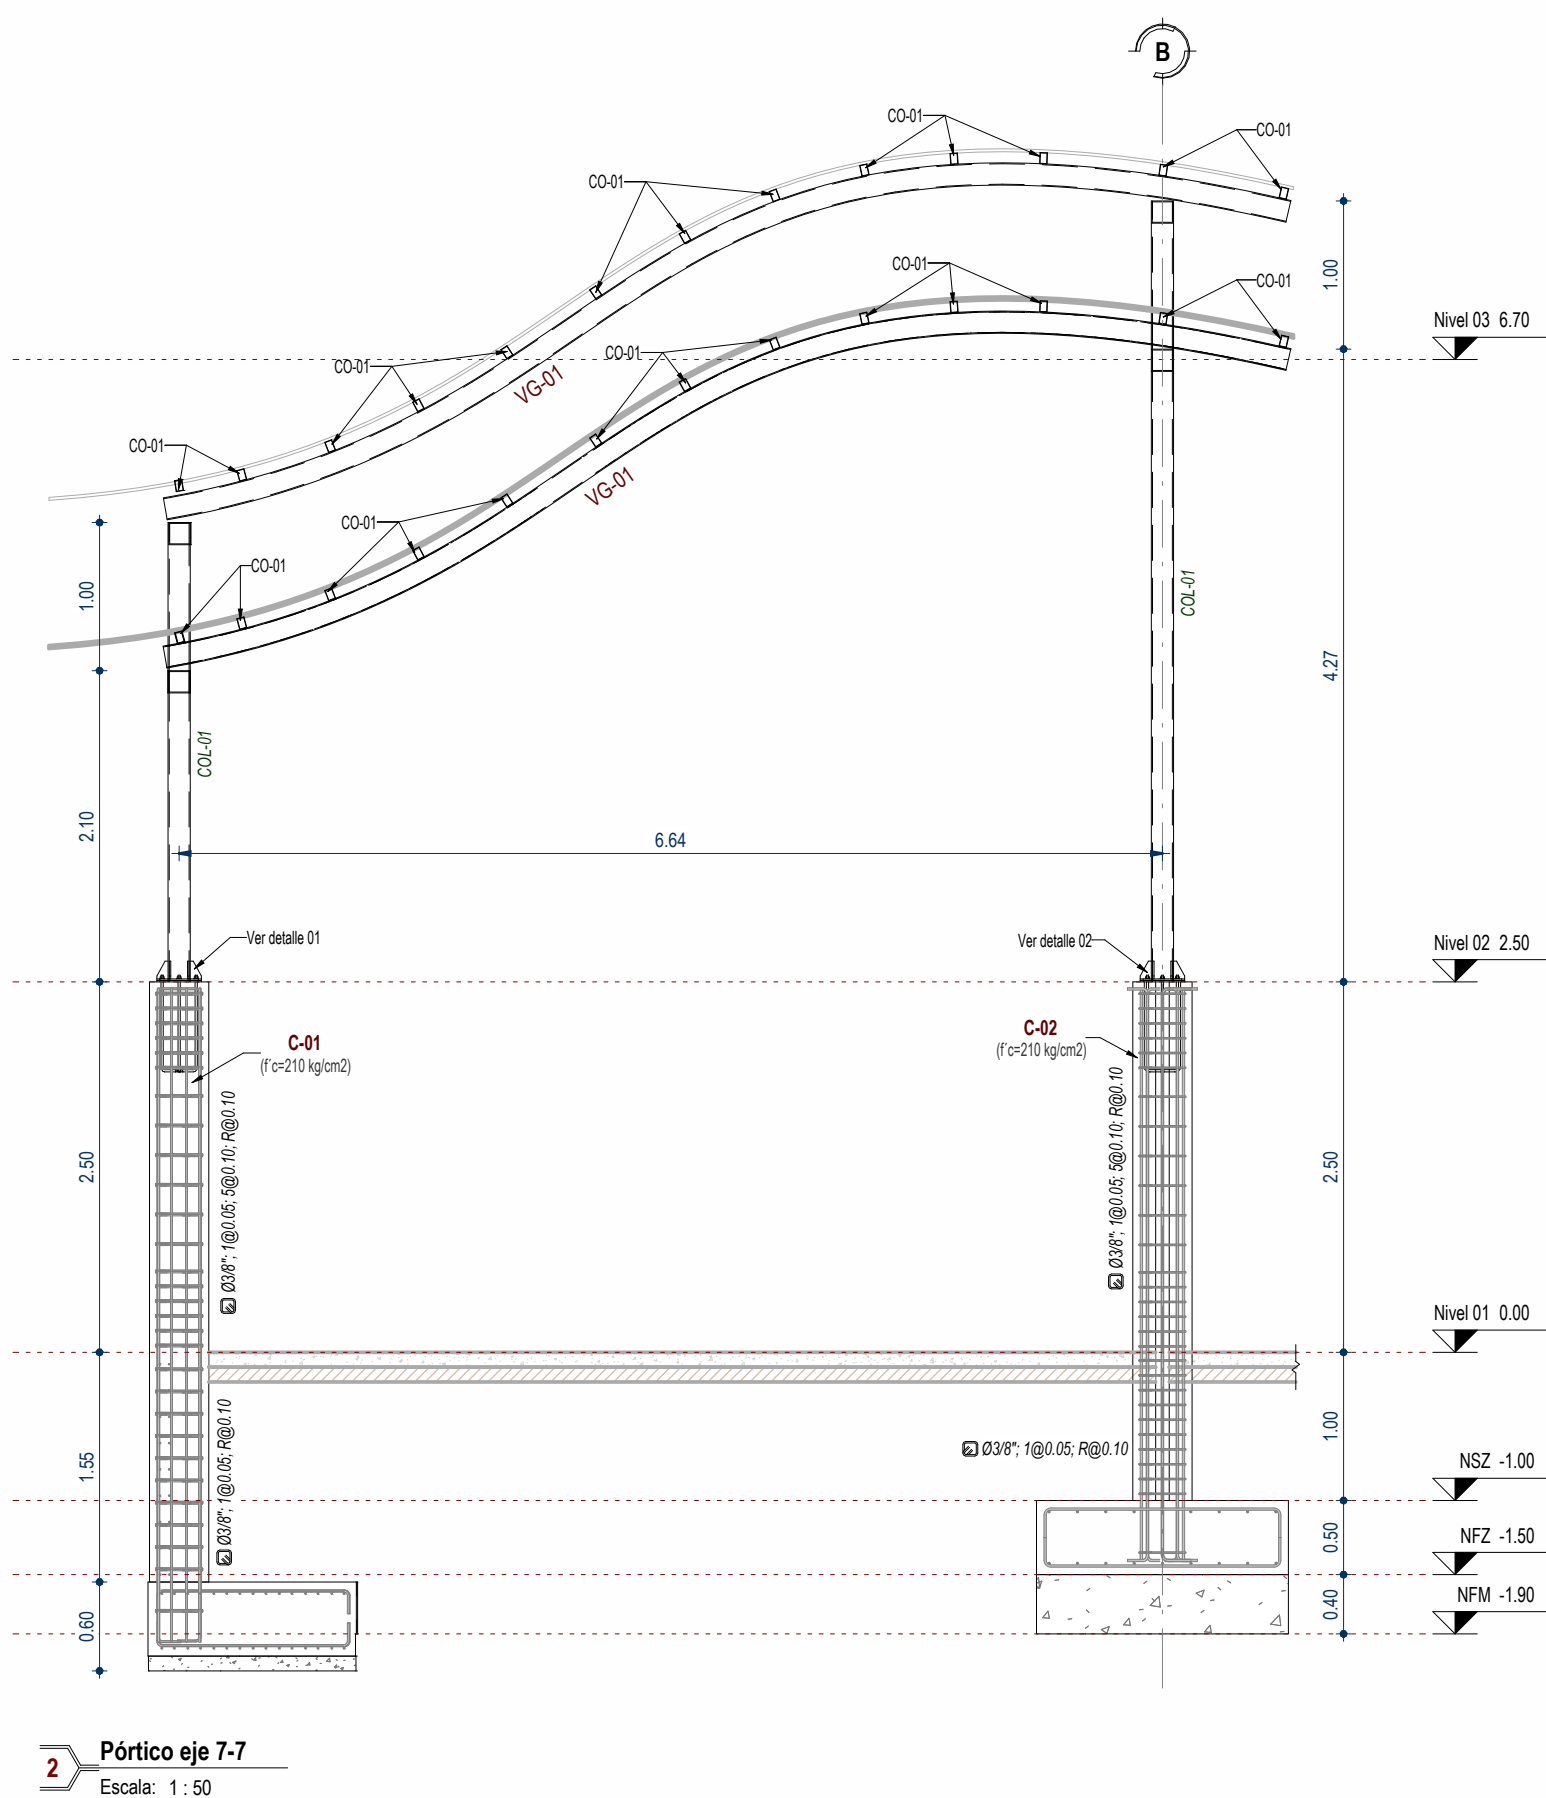 B
CO-01
CO-01
CO-01
CO-01
CO-01
CO-01
1.00
Nivel 03 6.70
CO-01
CO-01
VG-01
CO-01
VG-01
CO-01
CO-01
1.00
COL-01
4.27
COL-01
2.10
6.64
Ver detalle 01
Ver detalle 02
Nivel 02 2.50
C-01
(f´c=210 kg/cm2)
C-02
(f´c=210 kg/cm2)
2.50
Ø3/8"; 1@0.05; 5@0.10; R@0.10
Ø3/8"; 1@0.05; 5@0.10; R@0.10
2.50
Nivel 01 0.00
1.55
Ø3/8"; 1@0.05; R@0.10
Ø3/8"; 1@0.05; R@0.10
1.00
NSZ -1.00
0.50
NFZ -1.50
0.60
0.40
NFM -1.90
2
Pórtico eje 7-7
Escala: 1 : 50